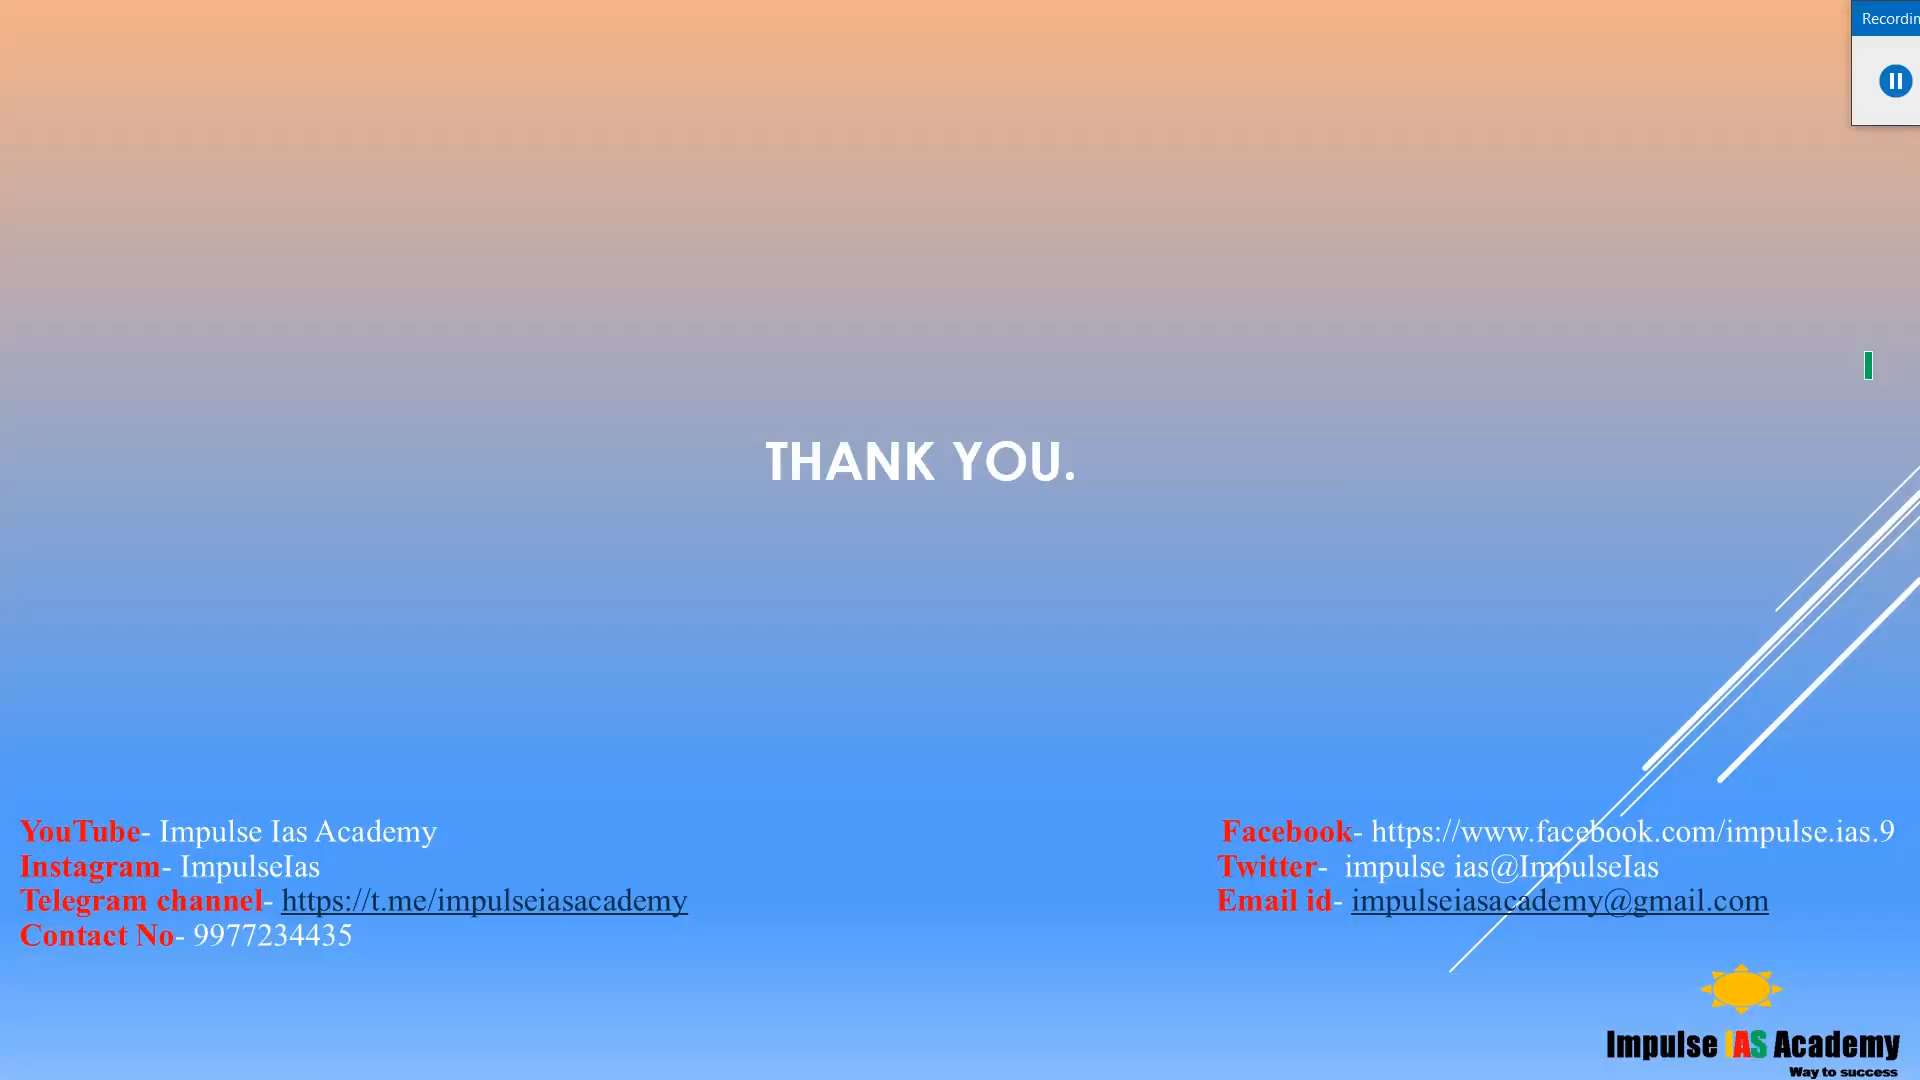 Recordin
THANK YOU.
YouTube- Impulse Ias Academy
Instagram- ImpulseIas
Telegram channel- https://t.me/impulseiasacademy
Contact No- 9977234435
Facebook- https://www.facebook.com/impulse.ias.9
Twitter- impulse ias@ImpulseIas
Email id- impulseiasacademy@gmail.com
Impulse IAS Academy
Way to success